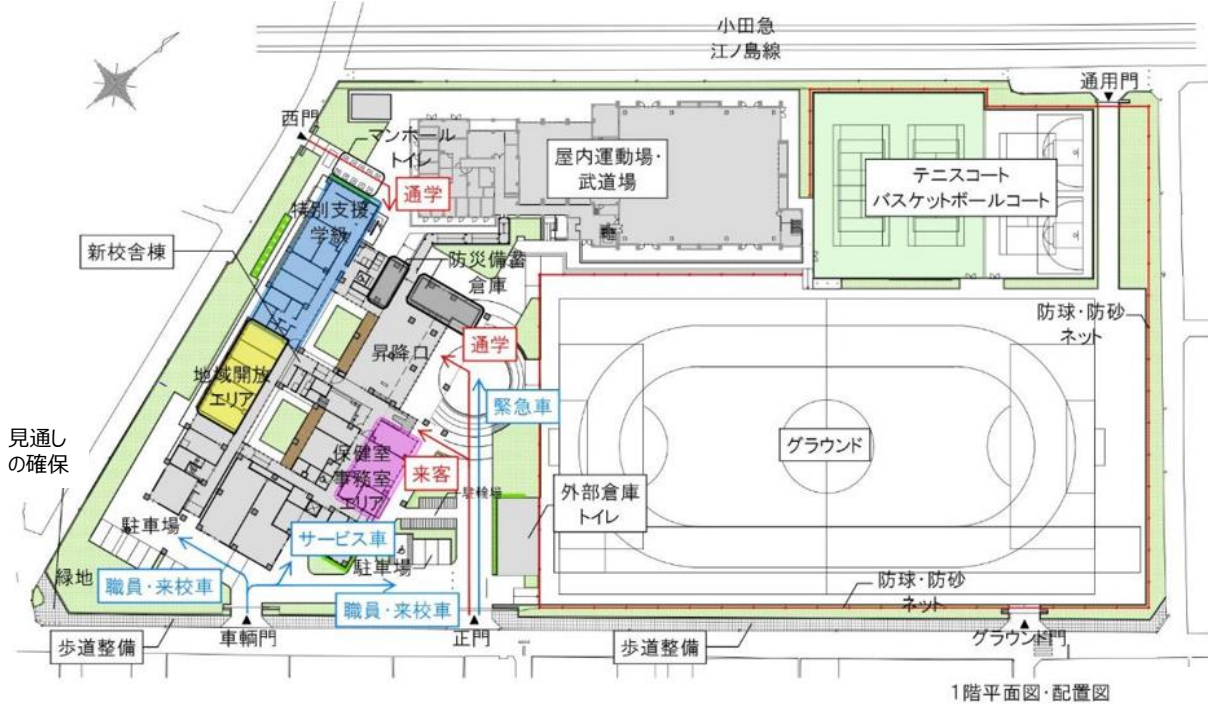 小田急
江ノ島線
通用門
西門
マンホール
トイレ
屋内運動場・
武道場
テニスコート
バスケットボールコート
通学
特別支援
学級
新校舎棟
防災備蓄
倉庫
防球・防砂
ネット
昇降口
通学
地域開放
エリア
緊急車
見通し
の確保
保健室
事務室
エリア
来客
グラウンド
駐輪場
外部倉庫
トイレ
駐車場
サービス車
駐車場
緑地
職員・来校車
職員・来校車
防球・防砂
ネット
歩道整備
車輌門
正門
歩道整備
グラウンド門
1階平面図・配置図